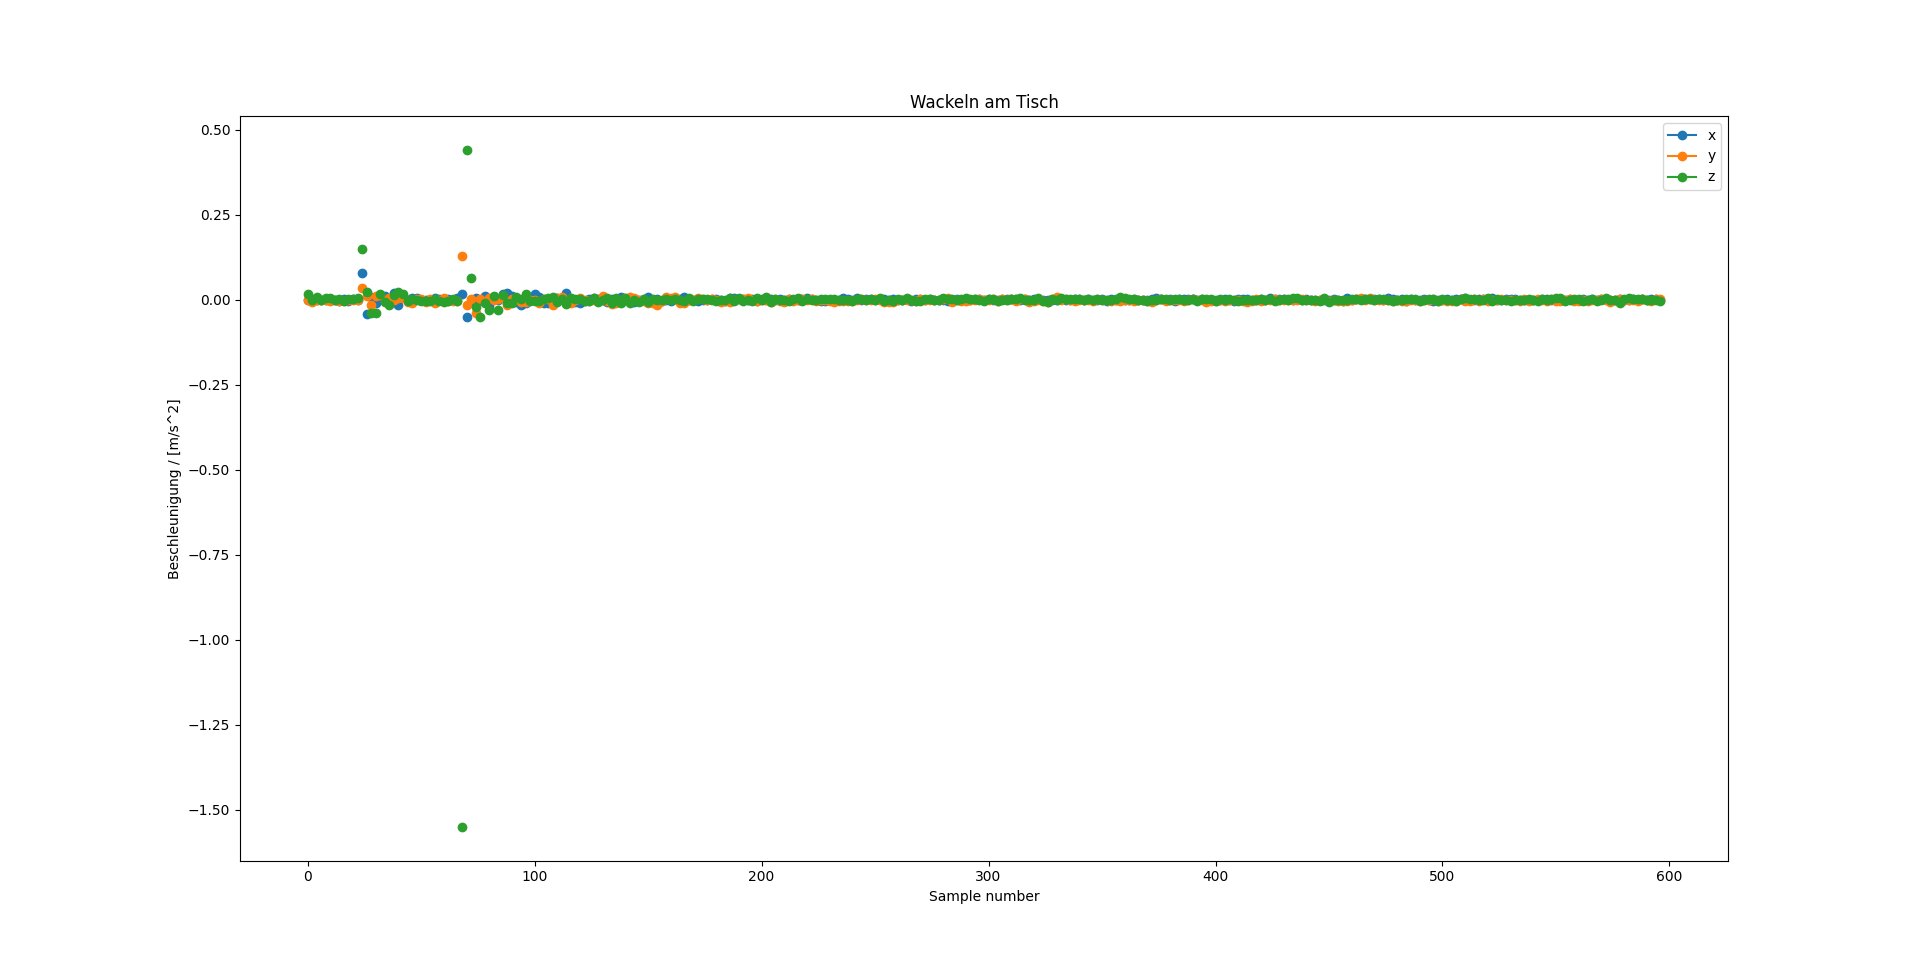 Wackeln am Tisch
x
y
z
0.50
0.25
0.00
−0.25
−0.50
−0.75
−1.00
−1.25
−1.50
Beschleunigung / [m/s^2]
0 100 200 300 400 500 600
Sample number